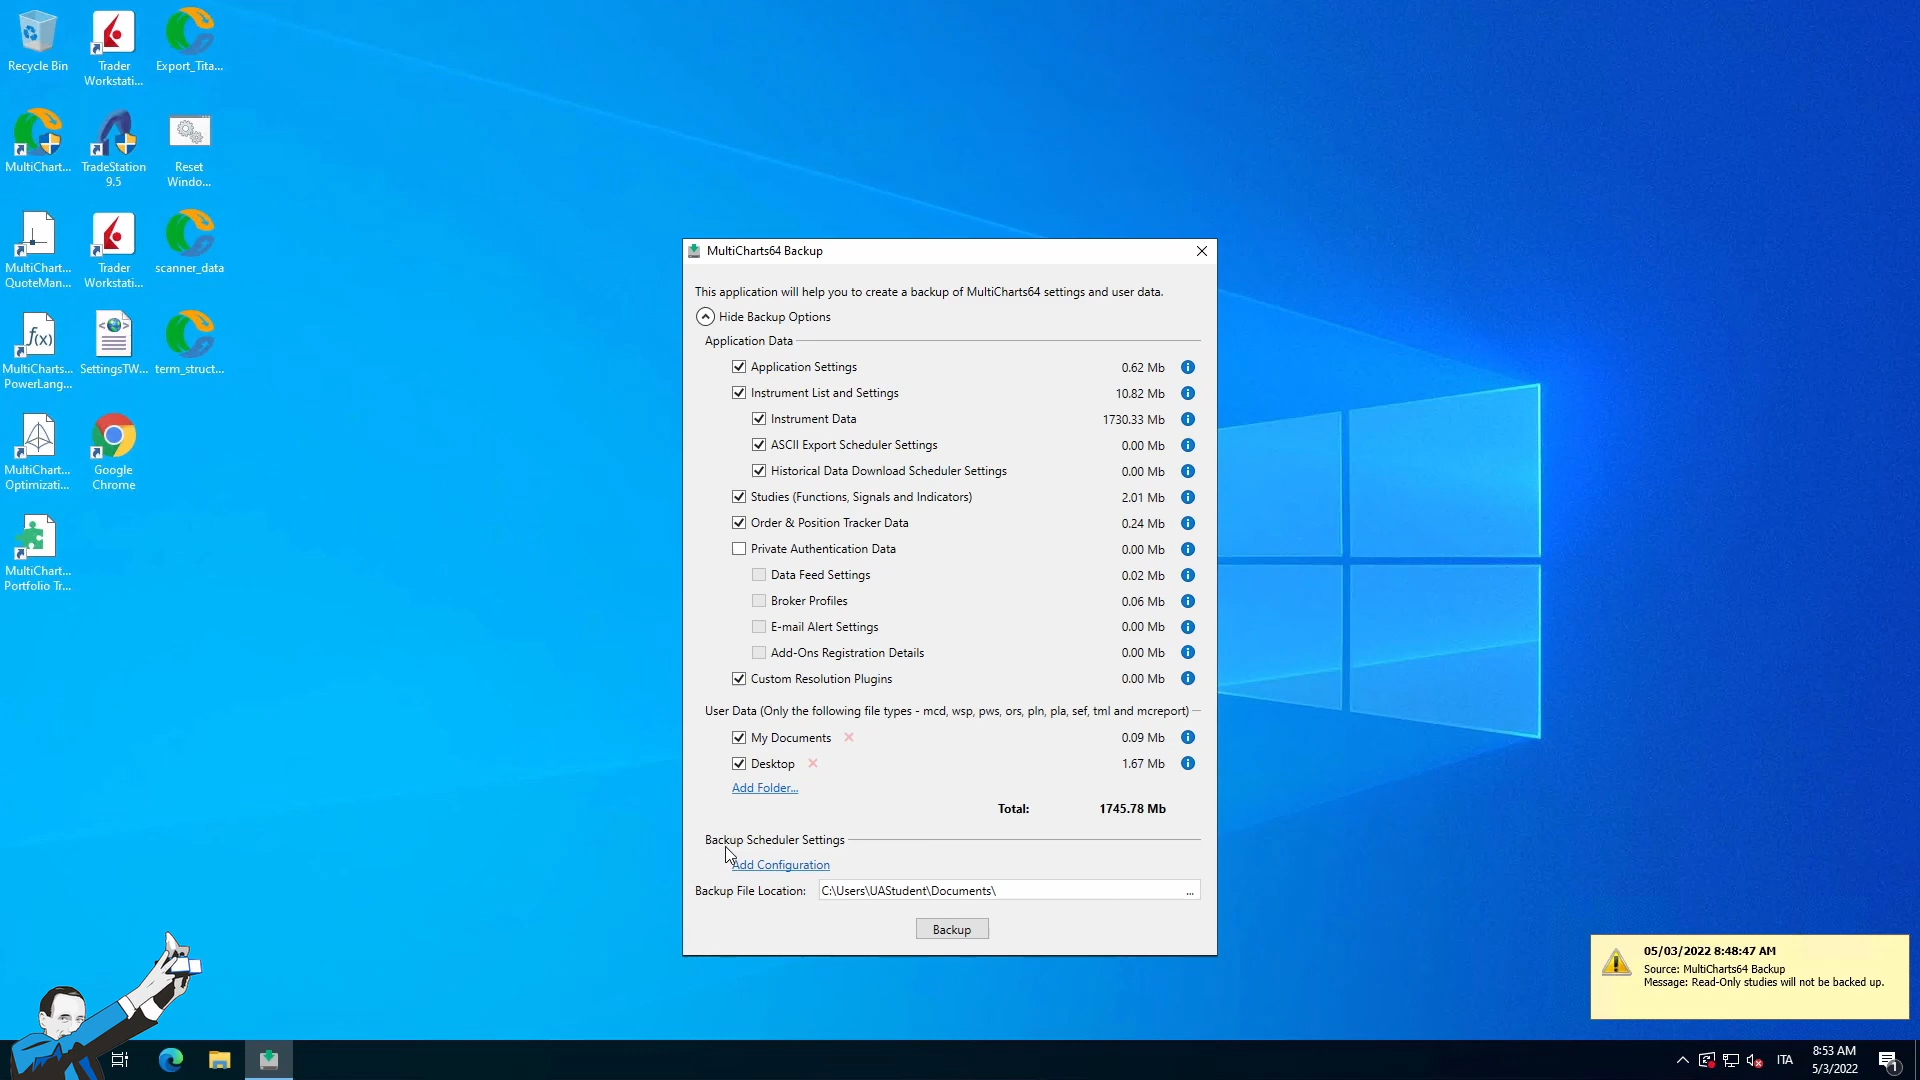 Recycle Bin
Trader
Workstati...
Export_Tita...
MultiChart...
TradeStation
9.5
Reset
Windo...
MultiChart...
QuoteMan...
Trader
Workstati...
scanner_data
f(x)
MultiCharts...
PowerLang...
SettingsTW...
term_struct...
MultiChart...
Optimizati...
Google
Chrome
MultiChart...
Portfolio Tr...
MultiCharts64 Backup
This application will help you to create a backup of MultiCharts64 settings and user data.
Hide Backup Options
Application Data
Application Settings 0.62 Mb
Instrument List and Settings 10.82 Mb
Instrument Data 1730.33 Mb
ASCII Export Scheduler Settings 0.00 Mb
Historical Data Download Scheduler Settings 0.00 Mb
Studies (Functions, Signals and Indicators) 2.01 Mb
Order & Position Tracker Data 0.24 Mb
Private Authentication Data 0.00 Mb
Data Feed Settings 0.02 Mb
Broker Profiles 0.06 Mb
E-mail Alert Settings 0.00 Mb
Add-Ons Registration Details 0.00 Mb
Custom Resolution Plugins 0.00 Mb
User Data (Only the following file types - mcd, wsp, pws, ors, pln, pla, sef, tml and mcreport)
My Documents 0.09 Mb
Desktop 1.67 Mb
Add Folder...
Total: 1745.78 Mb
Backup Scheduler Settings
Add Configuration
Backup File Location: C:\Users\UAStudent\Documents\ ...
Backup
05/03/2022 8:48:47 AM
Source: MultiCharts64 Backup
Message: Read-Only studies will not be backed up.
ITA
8:53 AM
5/3/2022
1